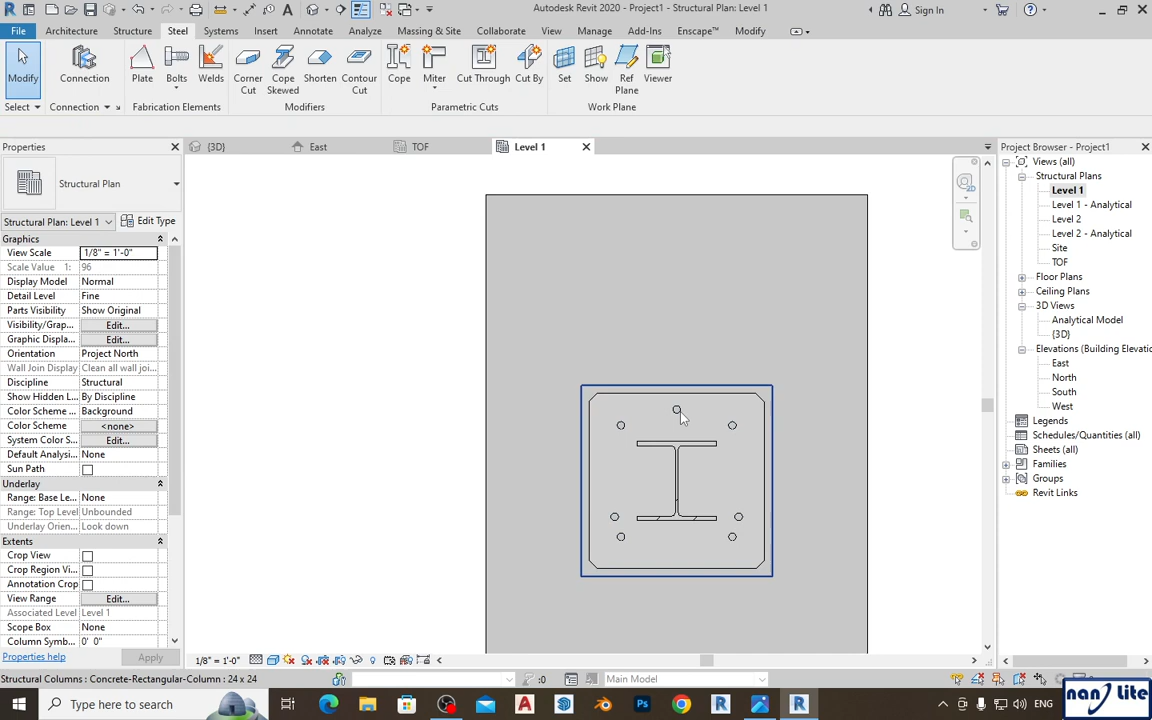 Autodesk Revit 2020 - Project1 - Structural Plan: Level 1
Sign In
File Architecture Structure Steel Systems Insert Annotate Analyze Massing & Site Collaborate View Manage Add-Ins Enscape™ Modify
Modify Connection Plate Bolts Welds Corner Cut Cope Skewed Shorten Contour Cut Cope Miter Cut Through Cut By Set Show Ref Plane Viewer
Select Connection Fabrication Elements Modifiers Parametric Cuts Work Plane
Properties
{3D} East TOF Level 1
Project Browser - Project1
Structural Plan
Structural Plan: Level 1 Edit Type
Graphics
View Scale 1/8" = 1'-0"
Scale Value 1: 96
Display Model Normal
Detail Level Fine
Parts Visibility Show Original
Visibility/Grap... Edit...
Graphic Displa... Edit...
Orientation Project North
Wall Join Display Clean all wall joi...
Discipline Structural
Show Hidden L... By Discipline
Color Scheme ... Background
Color Scheme <none>
System Color S... Edit...
Default Analysi... None
Sun Path
Underlay
Range: Base Le... None
Range: Top Level Unbounded
Underlay Orien... Look down
Extents
Crop View
Crop Region Vi...
Annotation Crop
View Range Edit...
Associated Level Level 1
Scope Box None
Column Symb... 0' 0"
Properties help Apply
Views (all)
Structural Plans
Level 1
Level 1 - Analytical
Level 2
Level 2 - Analytical
Site
TOF
Floor Plans
Ceiling Plans
3D Views
Analytical Model
{3D}
Elevations (Building Elevatio
East
North
South
West
Legends
Schedules/Quantities (all)
Sheets (all)
Families
Groups
Revit Links
2D
1/8" = 1'-0"
Structural Columns : Concrete-Rectangular-Column : 24 x 24
:0
Main Model
Type here to search
ENG
nanJlite